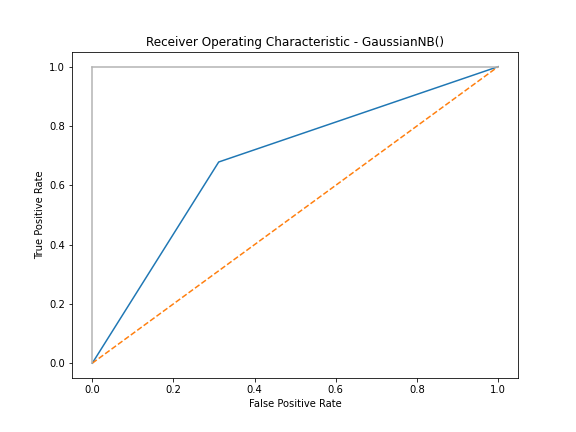 Receiver Operating Characteristic - GaussianNB()
1.0
0.8
0.6
0.4
0.2
0.0
True Positive Rate
0.0 0.2 0.4 0.6 0.8 1.0
False Positive Rate